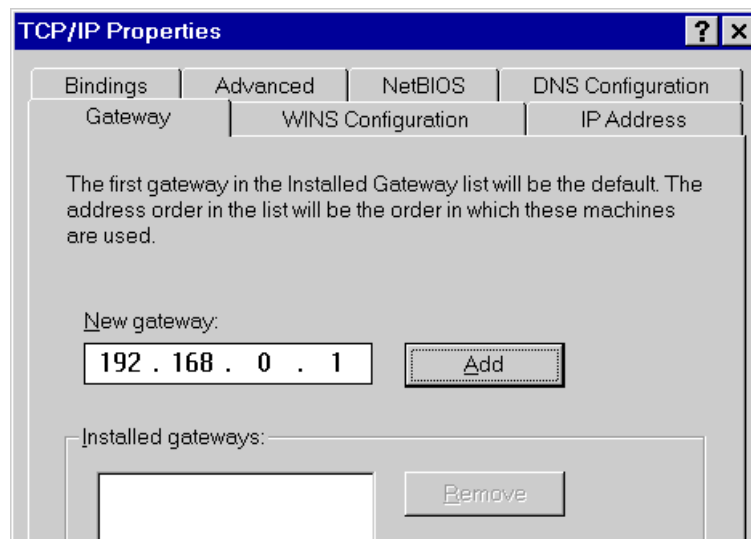 TCP/IP Properties
? ×
Bindings Advanced NetBIOS DNS Configuration
Gateway WINS Configuration IP Address
The first gateway in the Installed Gateway list will be the default. The
address order in the list will be the order in which these machines
are used.
New gateway:
192 . 168 . 0 . 1 Add
Installed gateways:
Remove